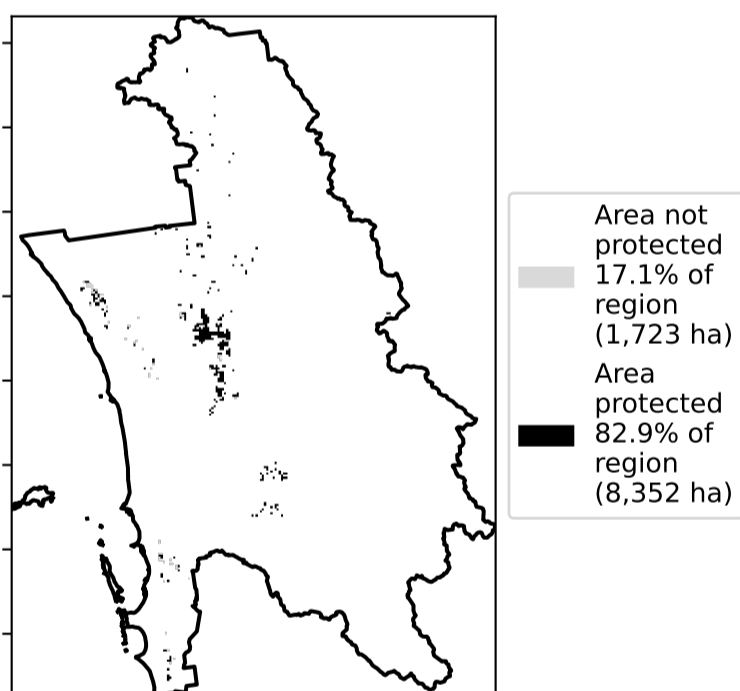 Area not
protected
17.1% of
region
(1,723 ha)
Area
protected
82.9% of
region
(8,352 ha)